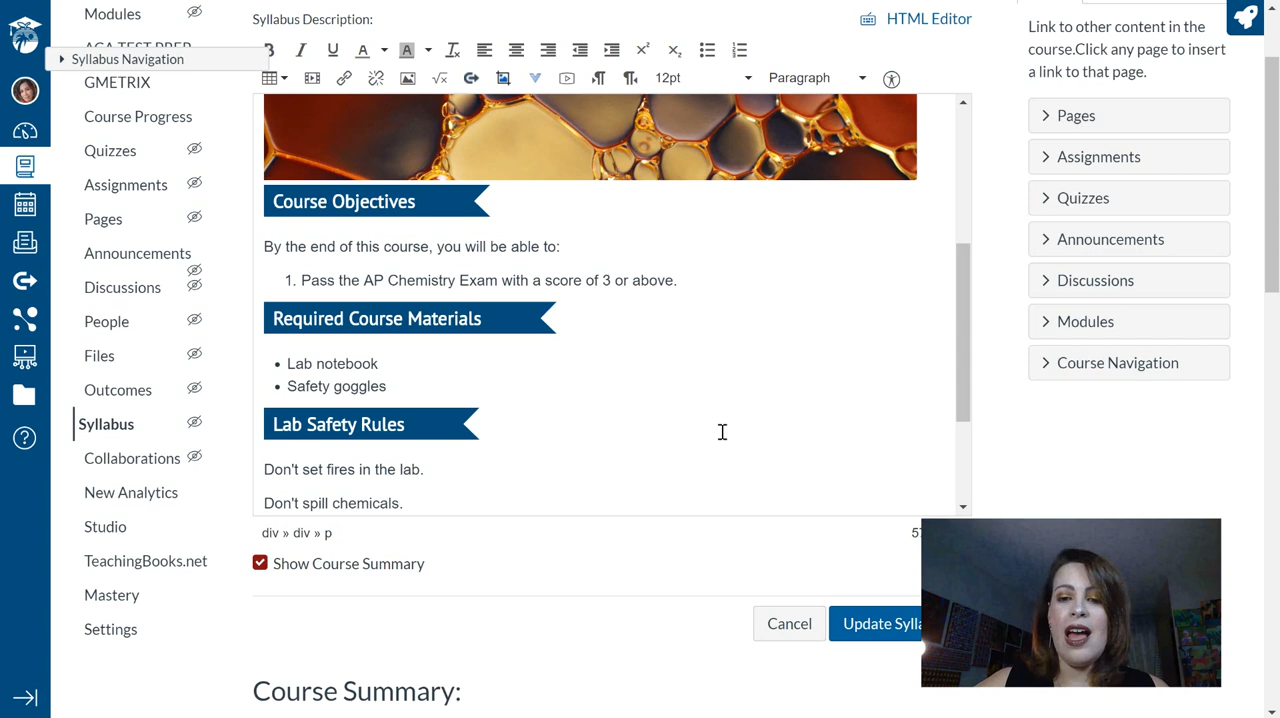 Modules
ACA TEST PREP
Syllabus Navigation
GMETRIX
Course Progress
Quizzes
Assignments
Pages
Announcements
Discussions
People
Files
Outcomes
Syllabus
Collaborations
New Analytics
Studio
TeachingBooks.net
Mastery
Settings
Syllabus Description:
HTML Editor
12pt
Paragraph
Course Objectives
By the end of this course, you will be able to:
1. Pass the AP Chemistry Exam with a score of 3 or above.
Required Course Materials
• Lab notebook
• Safety goggles
Lab Safety Rules
Don't set fires in the lab.
Don't spill chemicals.
div » div » p
Show Course Summary
Cancel
Update
Course Summary:
Link to other content in the
course.Click any page to insert
a link to that page.
Pages
Assignments
Quizzes
Announcements
Discussions
Modules
Course Navigation